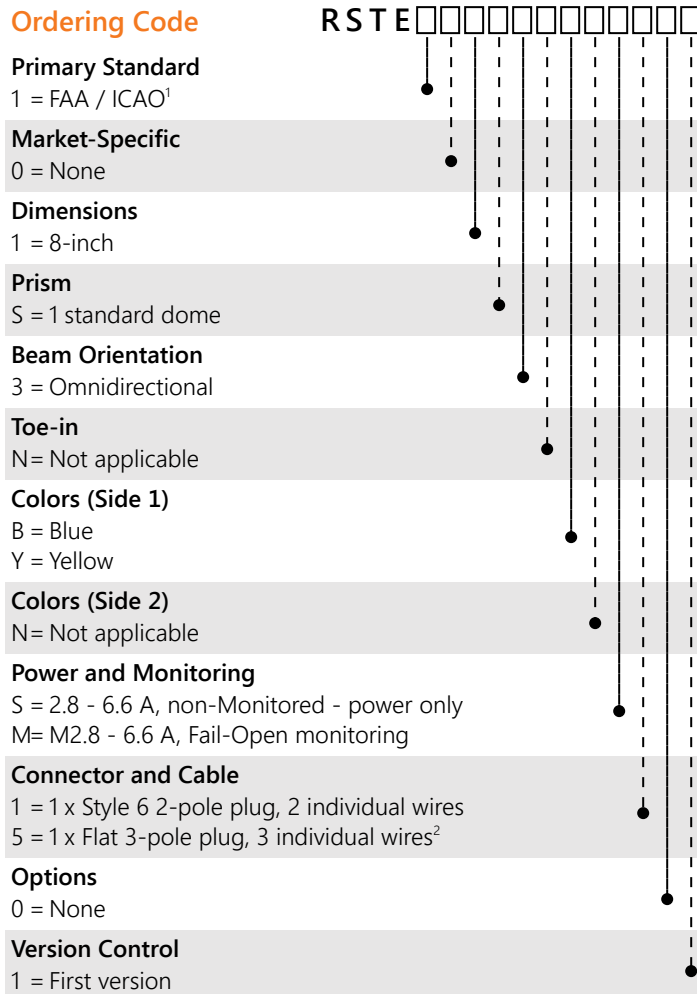 Ordering Code RSTE□□□□□□□□□□□□
Primary Standard
1 = FAA / ICAO¹
Market-Specific
0 = None
Dimensions
1 = 8-inch
Prism
S = 1 standard dome
Beam Orientation
3 = Omnidirectional
Toe-in
N= Not applicable
Colors (Side 1)
B = Blue
Y = Yellow
Colors (Side 2)
N= Not applicable
Power and Monitoring
S = 2.8 - 6.6 A, non-Monitored - power only
M= M2.8 - 6.6 A, Fail-Open monitoring
Connector and Cable
1 = 1 x Style 6 2-pole plug, 2 individual wires
5 = 1 x Flat 3-pole plug, 3 individual wires²
Options
0 = None
Version Control
1 = First version